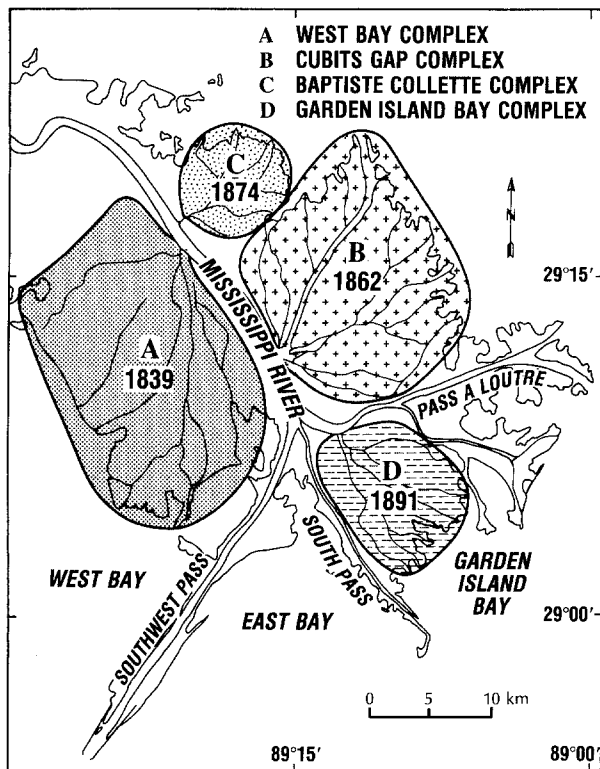 A WEST BAY COMPLEX
B CUBITS GAP COMPLEX
C BAPTISTE COLLETTE COMPLEX
D GARDEN ISLAND BAY COMPLEX
C
1874
N
B
1862
29°15'
MISSISSIPPI RIVER
A
1839
PASS A LOUTRE
D
1891
WEST BAY
SOUTHWEST PASS
EAST BAY
SOUTH PASS
GARDEN
ISLAND
BAY
29°00'
0 5 10 km
89°15'
89°00'